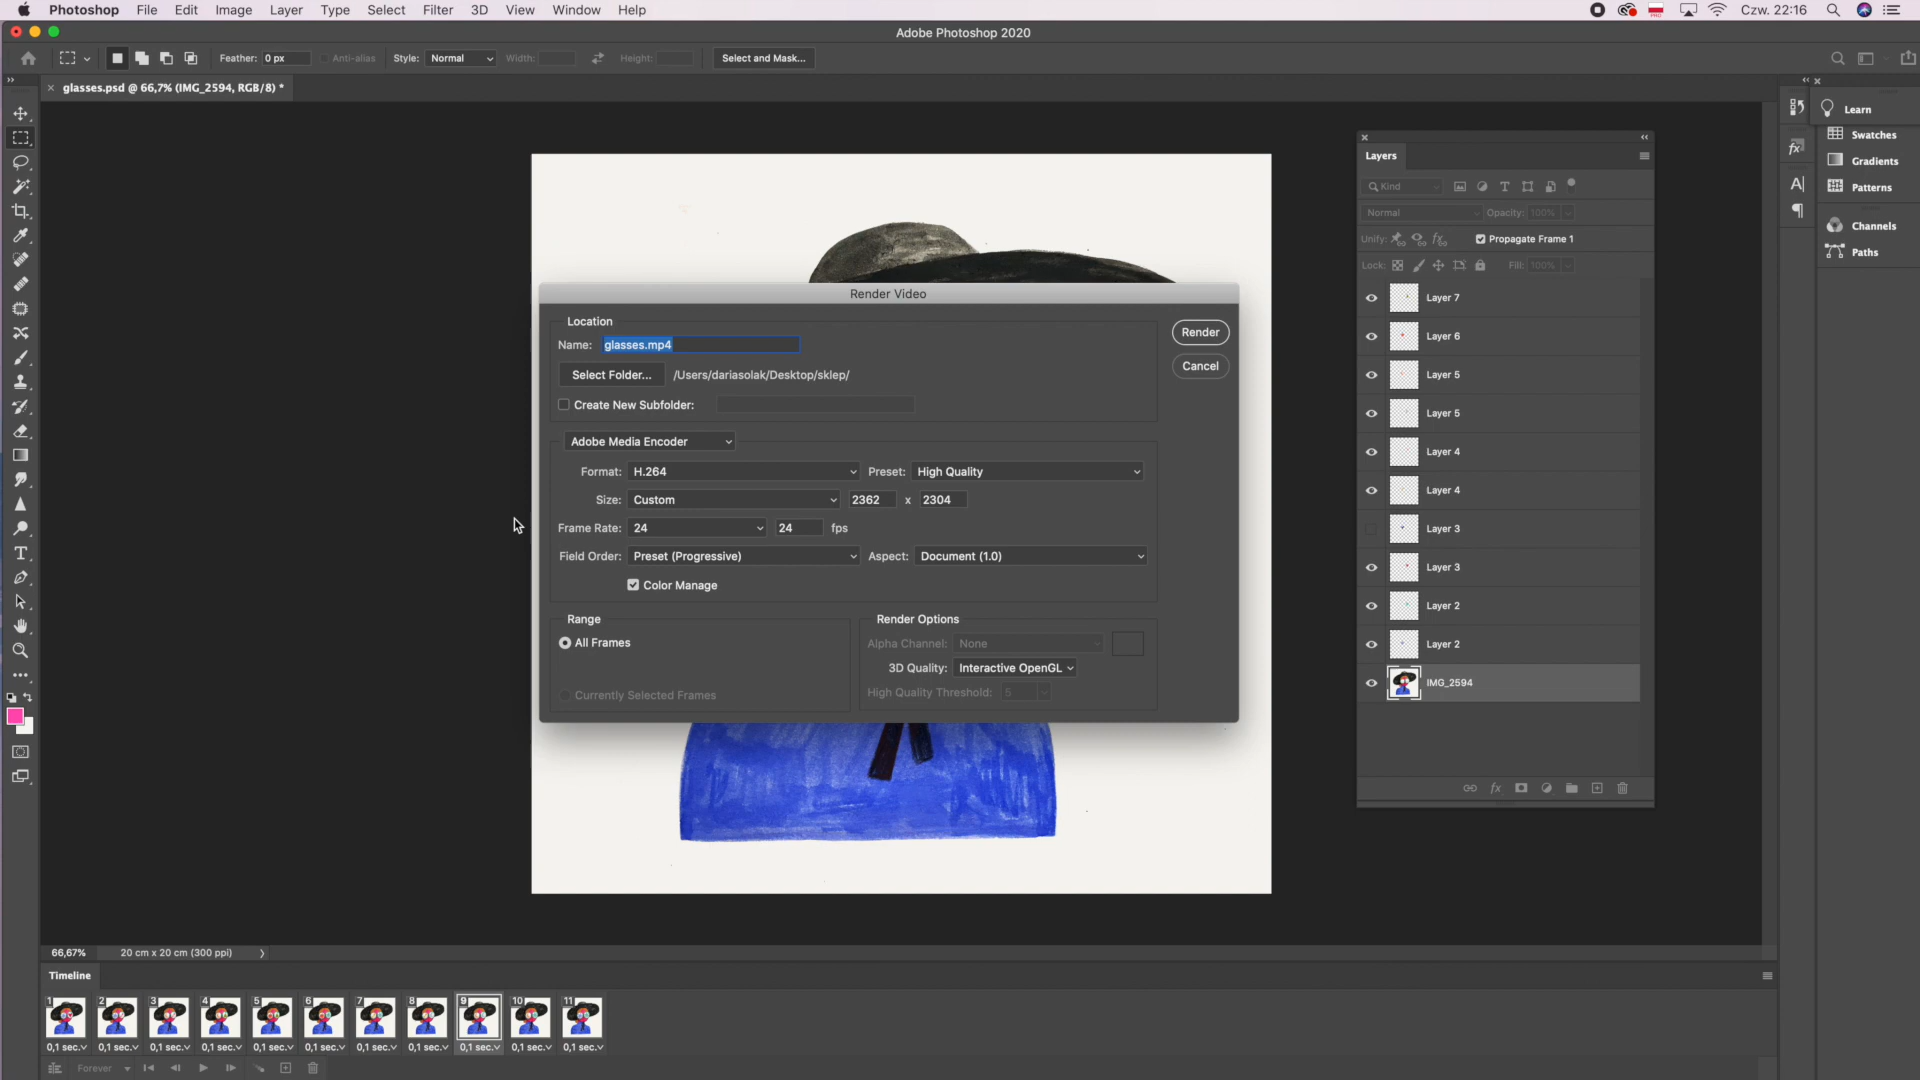 Photoshop File Edit Image Layer Type Select Filter 3D View Window Help Czw. 22:16
Adobe Photoshop 2020
Feather: 0 px Anti-alias Style: Normal Width: Height: Select and Mask...
glasses.psd @ 66,7% (IMG_2594, RGB/8) *
Learn
Swatches
Gradients
Patterns
Channels
Paths
Layers
Kind
Normal Opacity: 100%
Unify: Propagate Frame 1
Lock: Fill: 100%
Layer 7
Layer 6
Layer 5
Layer 5
Layer 4
Layer 4
Layer 3
Layer 3
Layer 2
Layer 2
IMG_2594
Render Video
Location
Name: glasses.mp4
Select Folder... /Users/dariasolak/Desktop/sklep/
Create New Subfolder:
Render
Cancel
Adobe Media Encoder
Format: H.264 Preset: High Quality
Size: Custom 2362 x 2304
Frame Rate: 24 24 fps
Field Order: Preset (Progressive) Aspect: Document (1.0)
Color Manage
Range
All Frames
Currently Selected Frames
Render Options
Alpha Channel: None
3D Quality: Interactive OpenGL
High Quality Threshold: 5
66,67% 20 cm x 20 cm (300 ppi)
Timeline
1 2 3 4 5 6 7 8 9 10 11
0,1 sec. 0,1 sec. 0,1 sec. 0,1 sec. 0,1 sec. 0,1 sec. 0,1 sec. 0,1 sec. 0,1 sec. 0,1 sec. 0,1 sec.
Forever